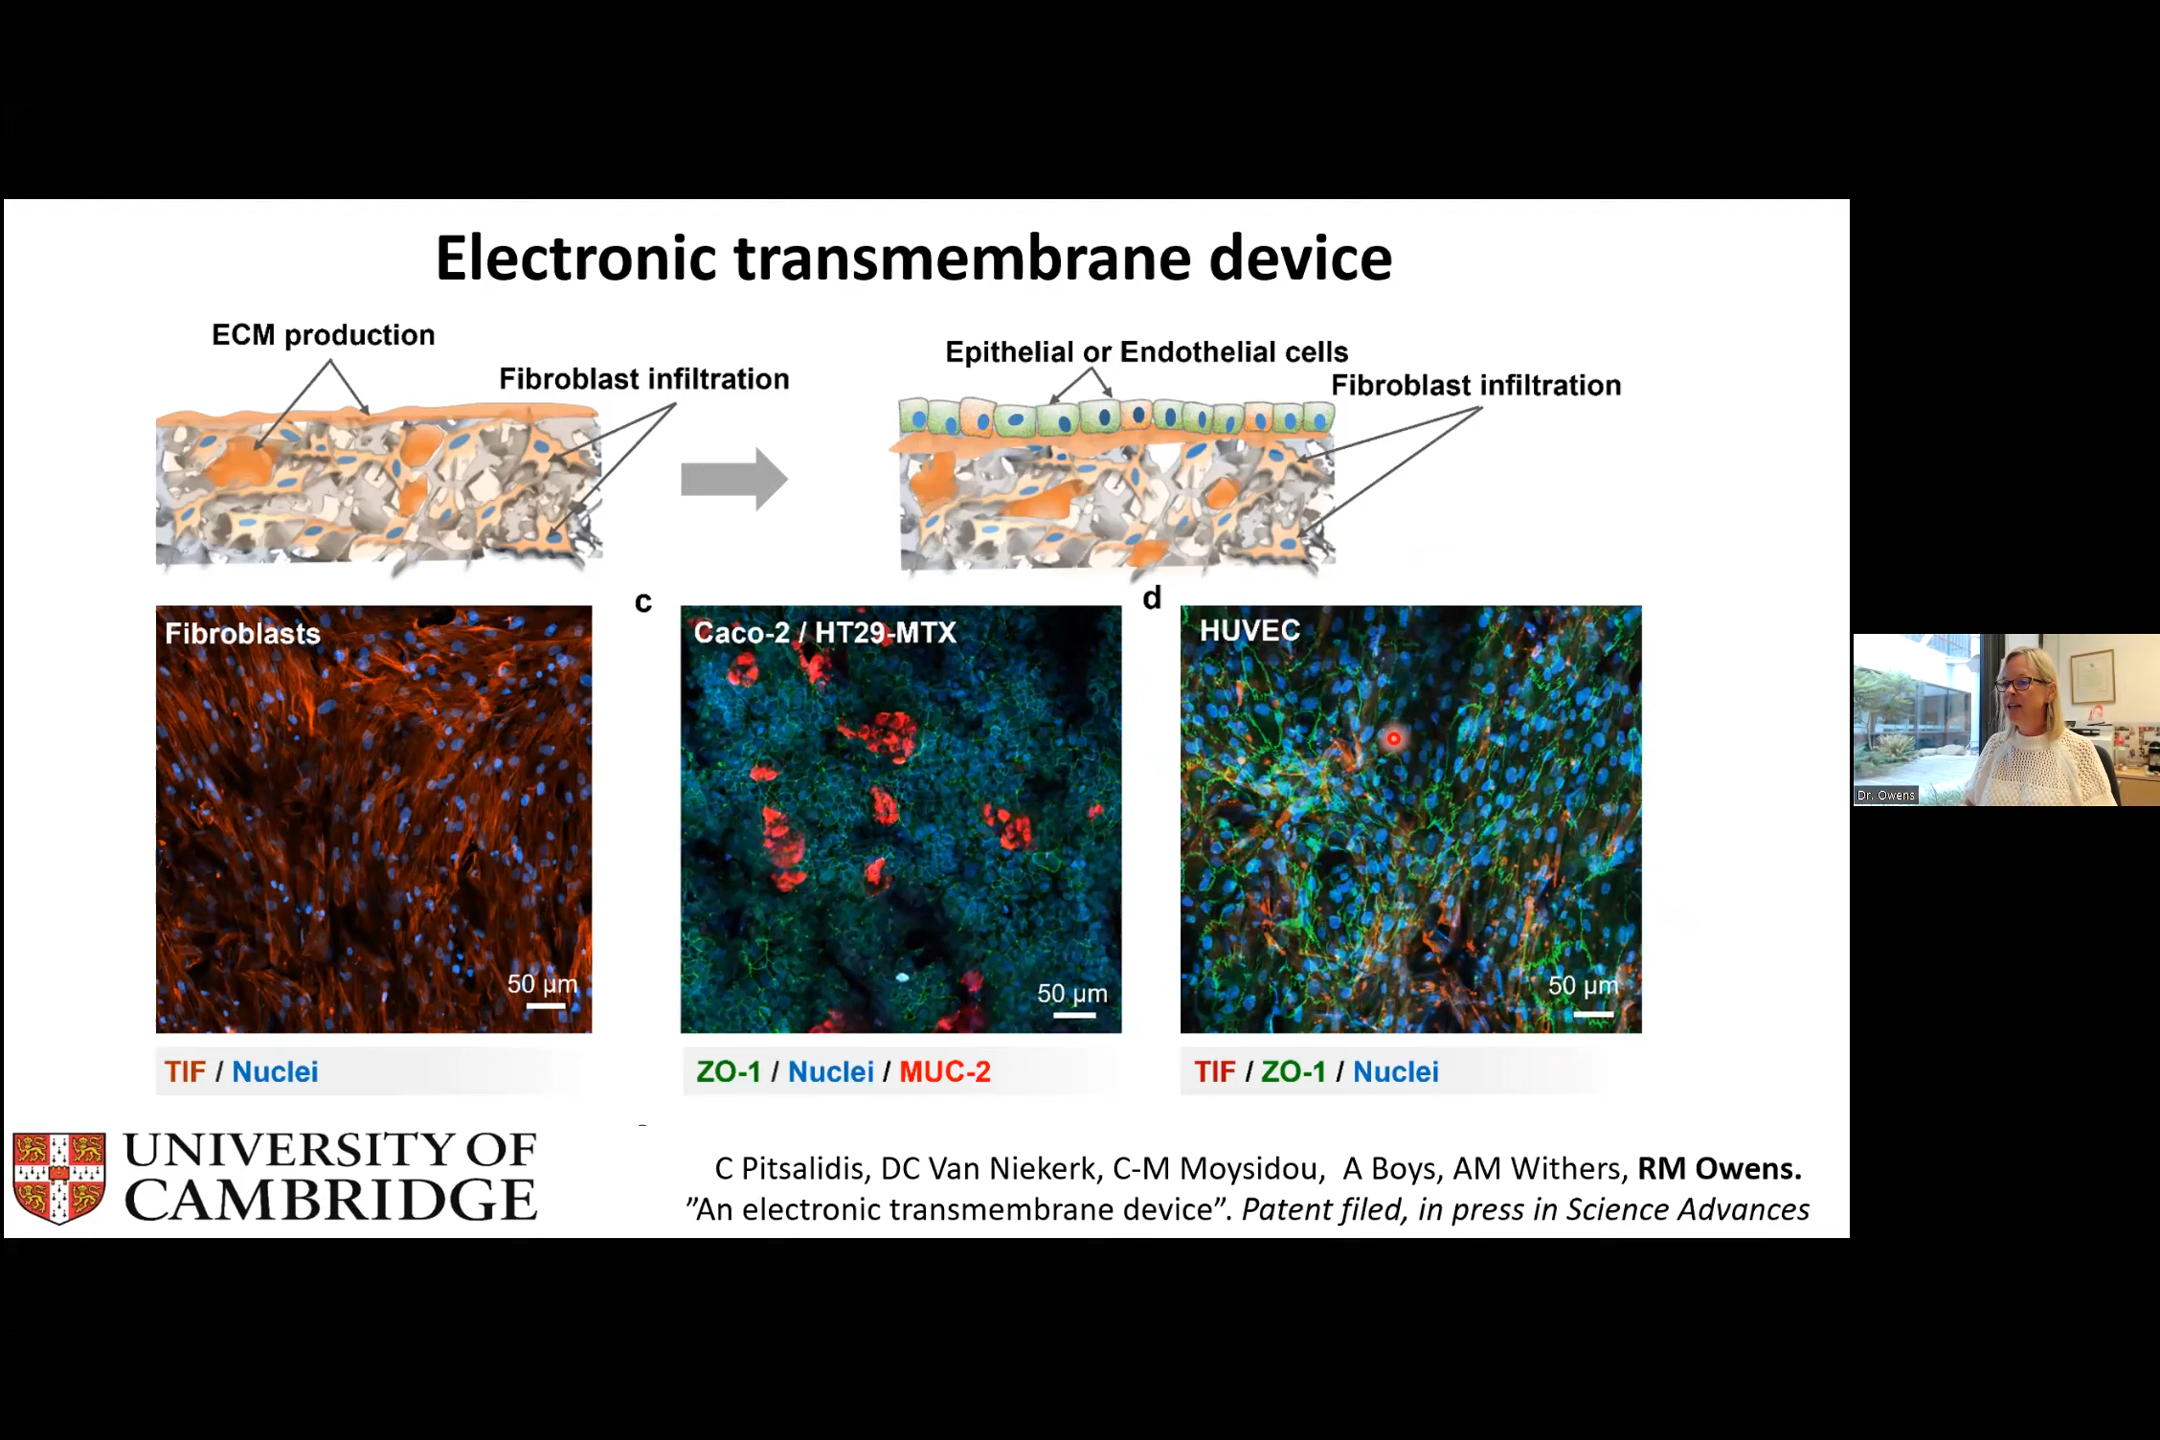 Electronic transmembrane device
ECM production
Fibroblast infiltration
Epithelial or Endothelial cells
Fibroblast infiltration
Fibroblasts
50 µm
TIF / Nuclei
c
Caco-2 / HT29-MTX
50 µm
ZO-1 / Nuclei / MUC-2
d
HUVEC
50 µm
TIF / ZO-1 / Nuclei
Dr. Owens
UNIVERSITY OF
CAMBRIDGE
C Pitsalidis, DC Van Niekerk, C-M Moysidou, A Boys, AM Withers, RM Owens.
”An electronic transmembrane device”. Patent filed, in press in Science Advances